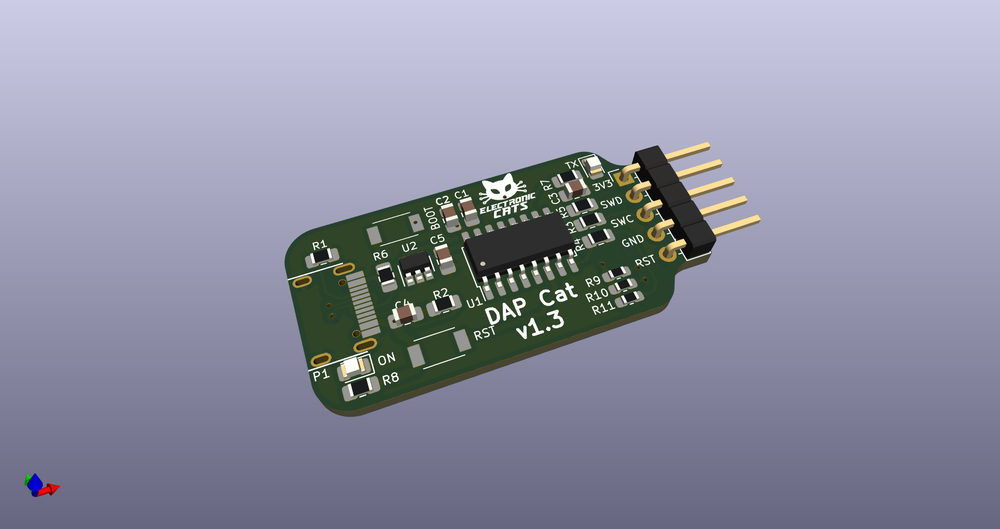 TX
3V3
SWD
SWC
GND
RST
R7
C3
C2
C1
BOOT
ELECTRONIC
CATS
R1
R6
U2
C5
C4
R2
U1
DAP Cat
v1.3
RST
R9
R10
R11
P1
ON
R8